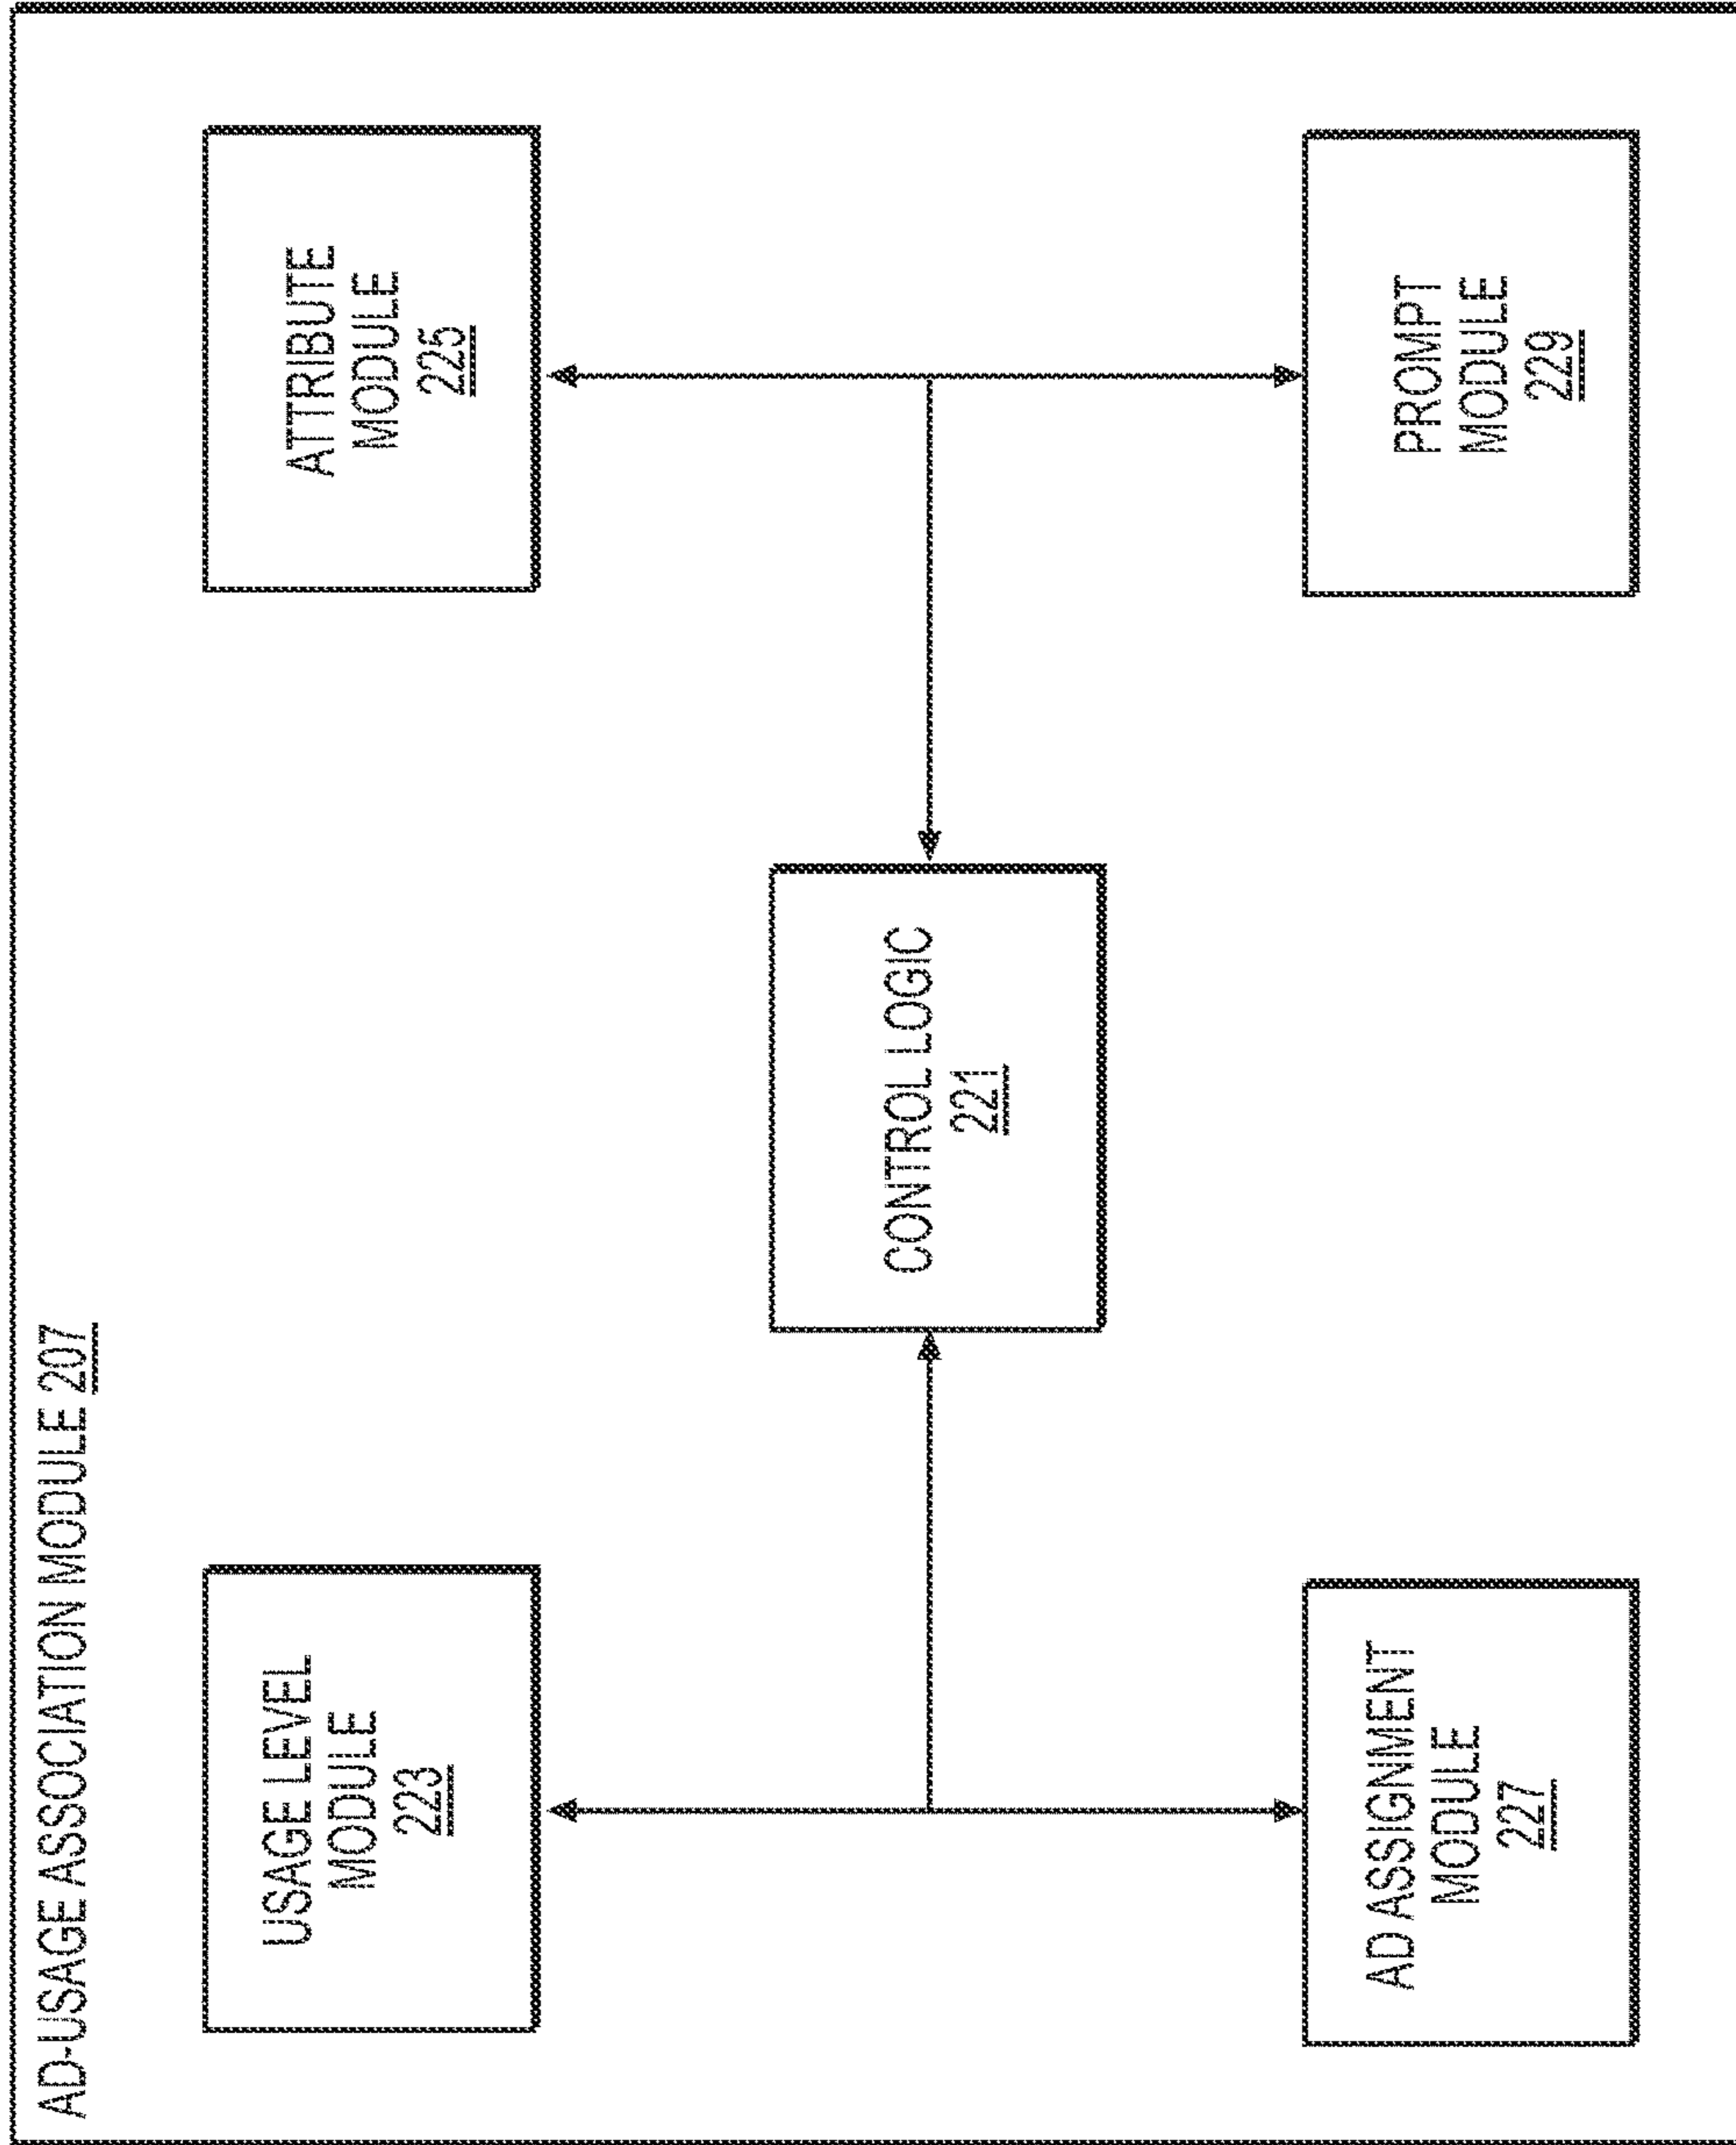 AD-USAGE ASSOCIATION MODULE 207
USAGE LEVEL
MODULE
223
ATTRIBUTE
MODULE
225
CONTROL LOGIC
221
AD ASSIGNMENT
MODULE
227
PROMPT
MODULE
229